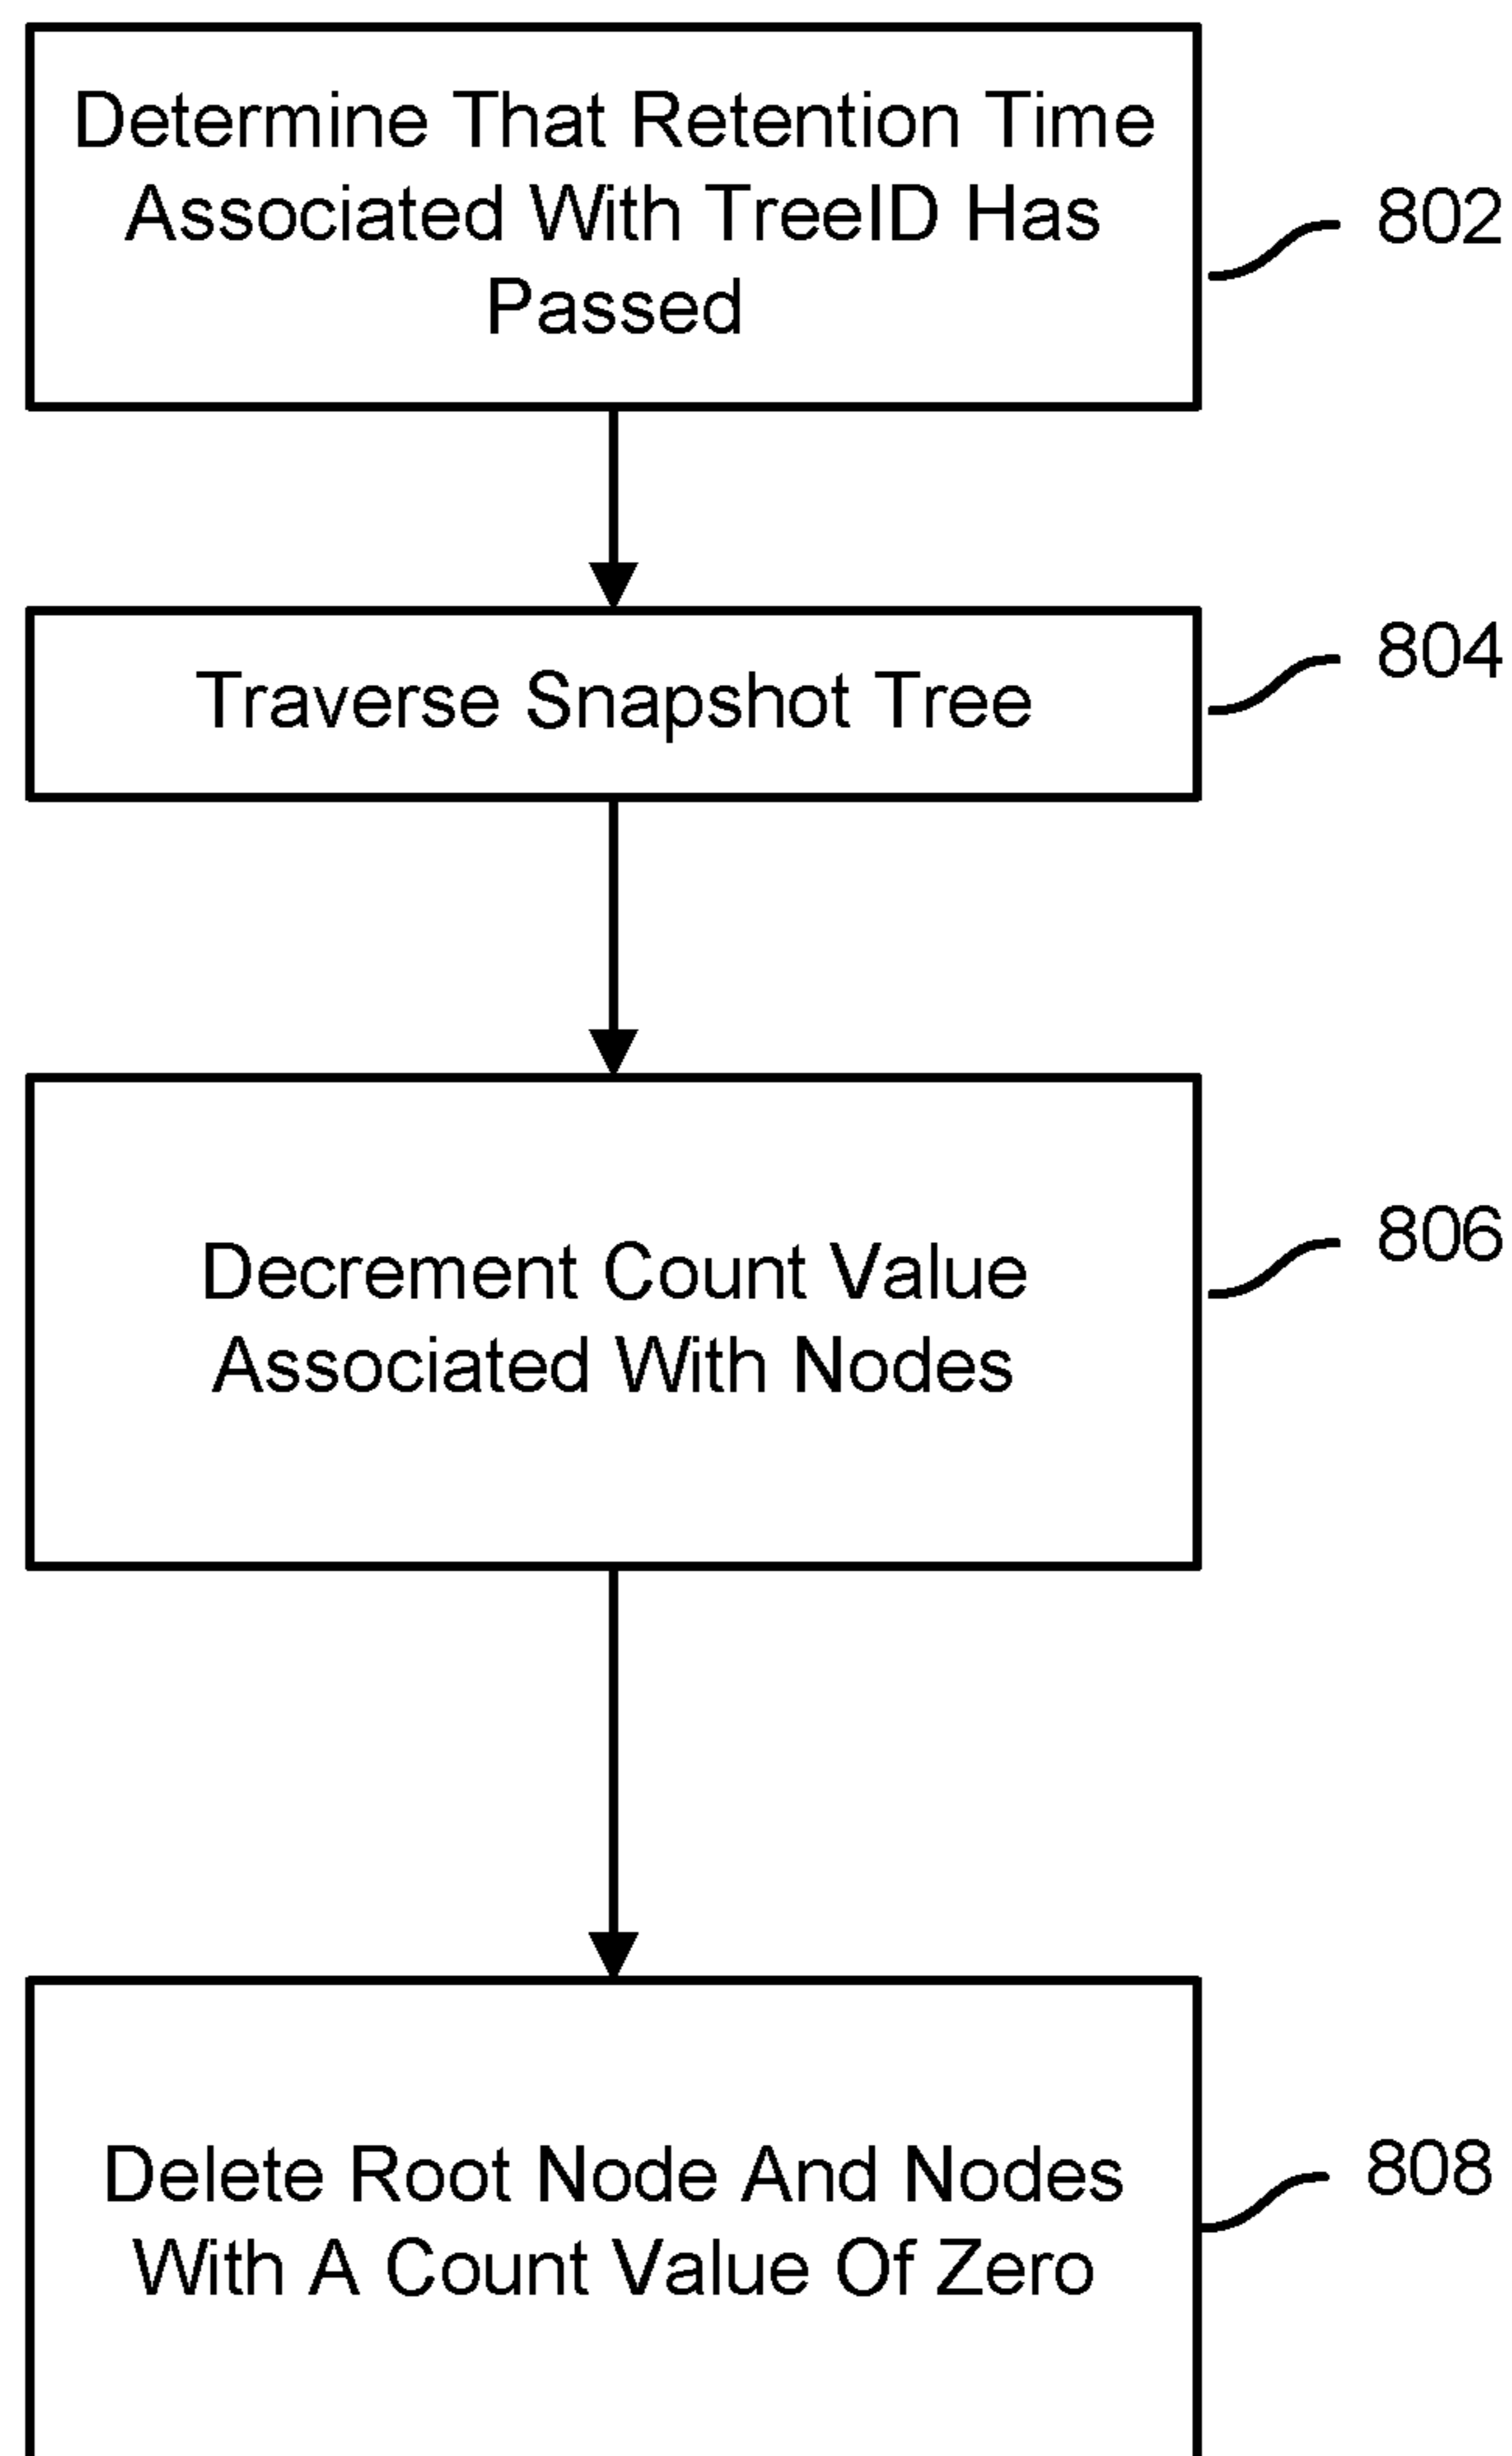 Determine That Retention Time
Associated With TreeID Has
Passed
802
Traverse Snapshot Tree
804
Decrement Count Value
Associated With Nodes
806
Delete Root Node And Nodes
With A Count Value Of Zero
808